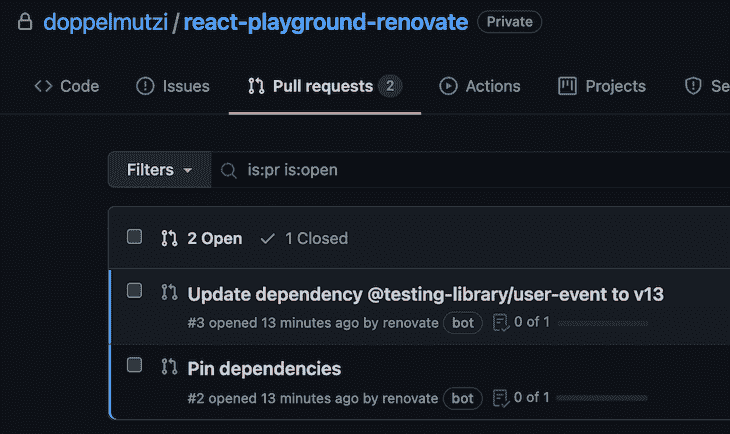 doppelmutzi / react-playground-renovate Private
Code Issues Pull requests 2 Actions Projects Se
Filters is:pr is:open
2 Open 1 Closed
Update dependency @testing-library/user-event to v13
#3 opened 13 minutes ago by renovate bot 0 of 1
Pin dependencies
#2 opened 13 minutes ago by renovate bot 0 of 1